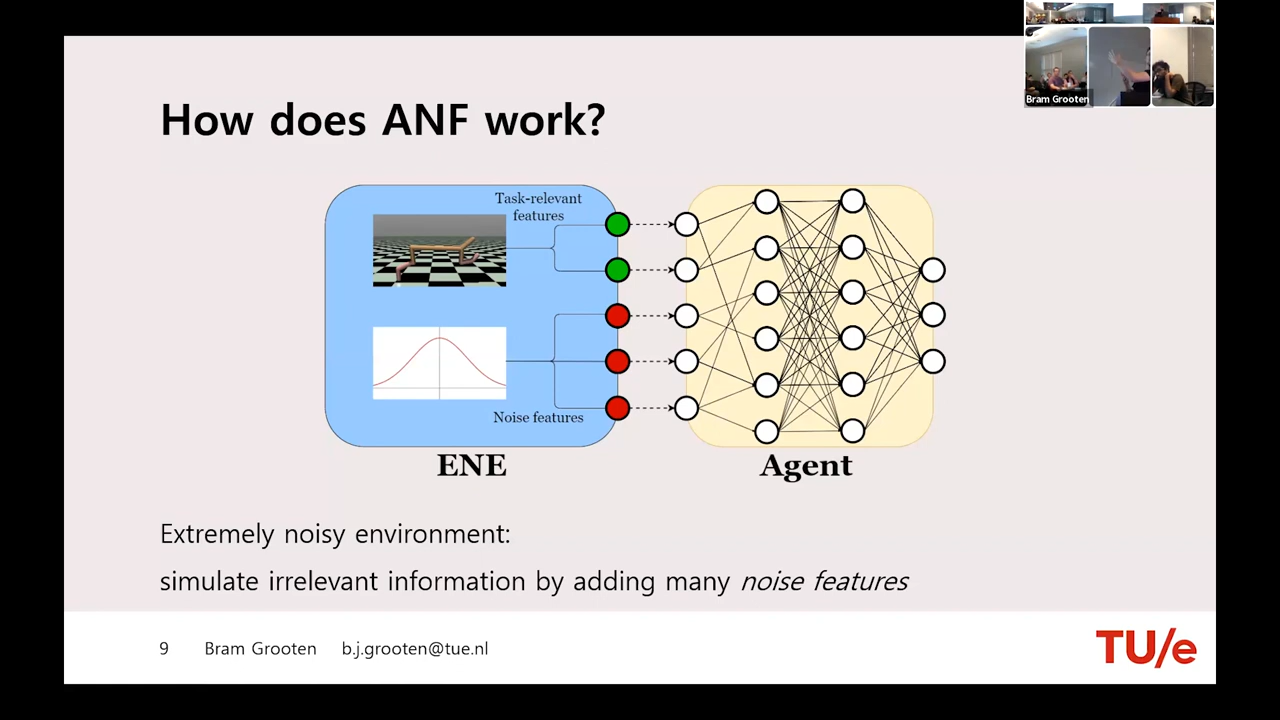 Bram Grooten
How does ANF work?
Task-relevant
features
Noise features
ENE
Agent
Extremely noisy environment:
simulate irrelevant information by adding many noise features
9 Bram Grooten b.j.grooten@tue.nl
TU/e